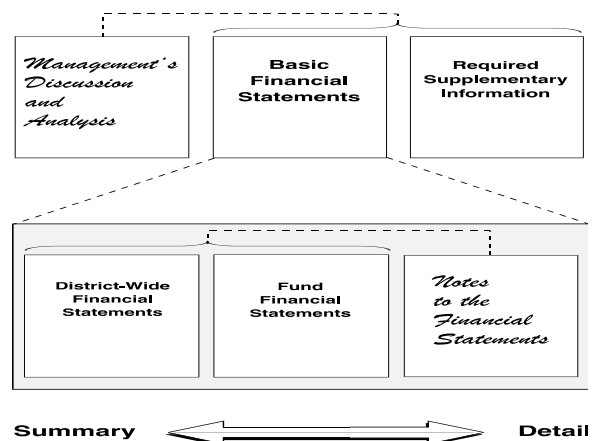 Management's
Discussion
and
Analysis
Basic
Financial
Statements
Required
Supplementary
Information
District-Wide
Financial
Statements
Fund
Financial
Statements
Notes
to the
Financial
Statements
Summary
Detail